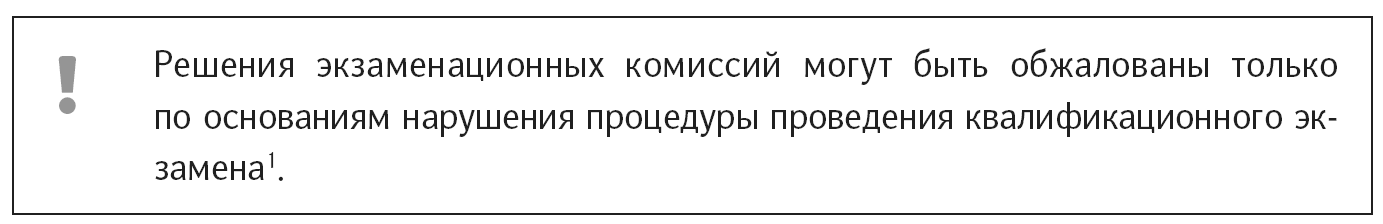 ! Решения экзаменационных комиссий могут быть обжалованы только
по основаниям нарушения процедуры проведения квалификационного эк-
замена¹.